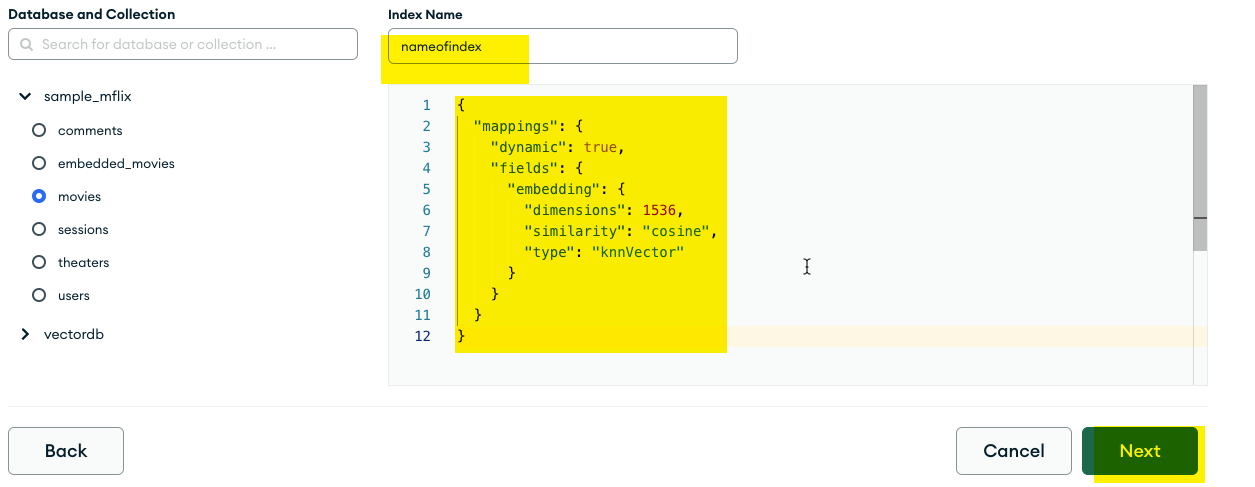 Database and Collection
Search for database or collection ...
sample_mflix
comments
embedded_movies
movies
sessions
theaters
users
vectordb
Index Name
nameofindex
1 {
2 "mappings": {
3 "dynamic": true,
4 "fields": {
5 "embedding": {
6 "dimensions": 1536,
7 "similarity": "cosine",
8 "type": "knnVector"
9 }
10 }
11 }
12 }
Back
Cancel
Next